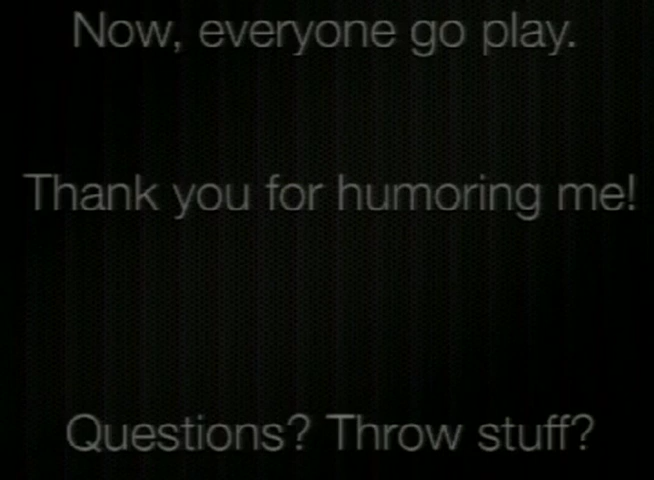 Now, everyone go play.
Thank you for humoring me!
Questions? Throw stuff?